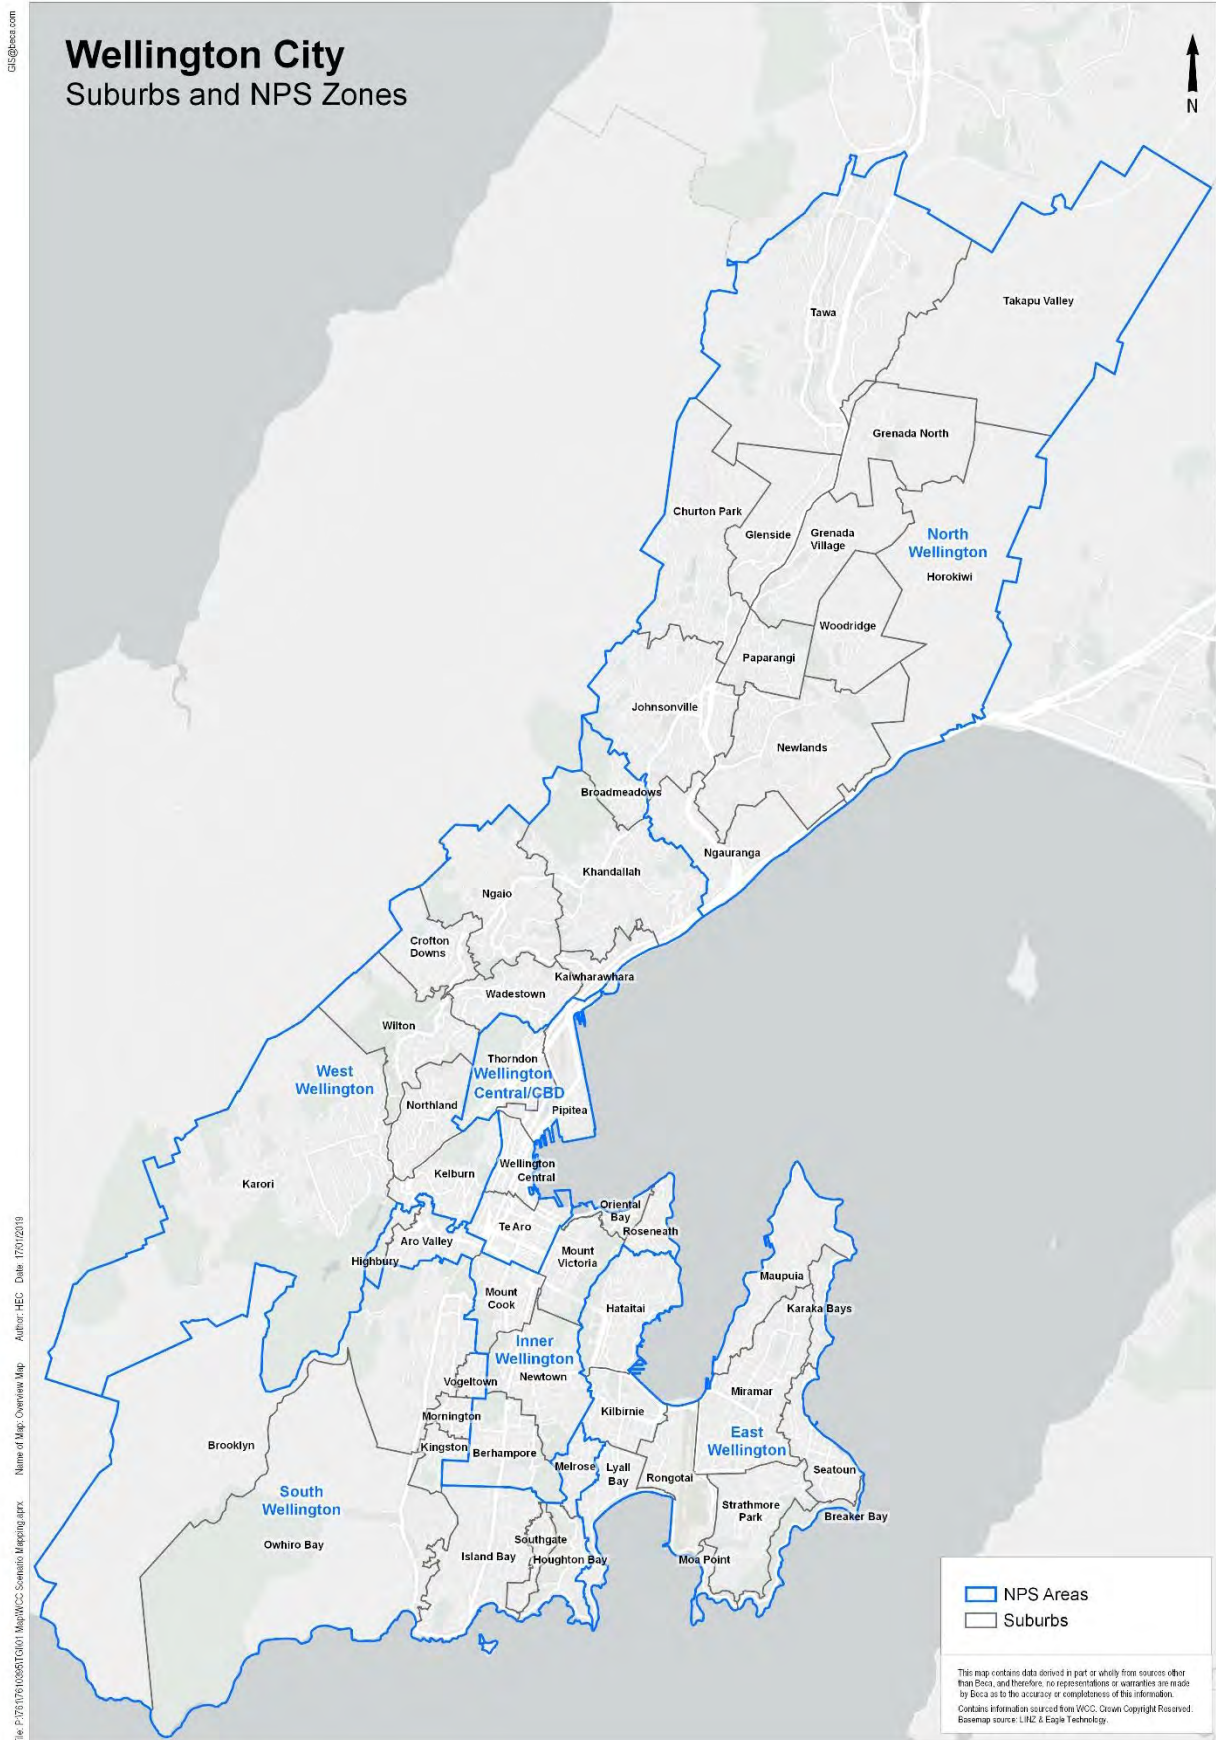 GIS@beca.com
Wellington City
Suburbs and NPS Zones
N
Tawa
Takapu Valley
Grenada North
Churton Park
Glenside
Grenada
Village
North
Wellington
Horokiwi
Woodridge
Paparangi
Johnsonville
Newlands
Broadmeadows
Ngauranga
Khandallah
Ngaio
Crofton
Downs
Kaiwharawhara
Wadestown
Wilton
Thorndon
West
Wellington
Wellington
Central/CBD
Northland
Pipitea
Wellington
Central
Kelburn
Karori
Oriental
Bay
Te Aro
Roseneath
Aro Valley
Highbury
Mount
Victoria
Maupuia
Mount
Cook
Hataitai
Karaka Bays
Inner
Wellington
Newtown
Vogeltown
Miramar
Kilbirnie
Mornington
East
Wellington
Brooklyn
Kingston
Berhampore
Melrose
Lyall
Bay
Rongotai
Seatoun
South
Wellington
Strathmore
Park
Breaker Bay
Owhiro Bay
Southgate
Island Bay
Houghton Bay
Moa Point
NPS Areas
Suburbs
This map contains data derived in part or wholly from sources other
than Beca, and therefore, no representations or warranties are made
by Beca as to the accuracy or completeness of this information.
Contains information sourced from WCC. Crown Copyright Reserved.
Basemap source: LINZ & Eagle Technology.
Name of Map: Overview Map Author: HEC Date: 17/01/2019